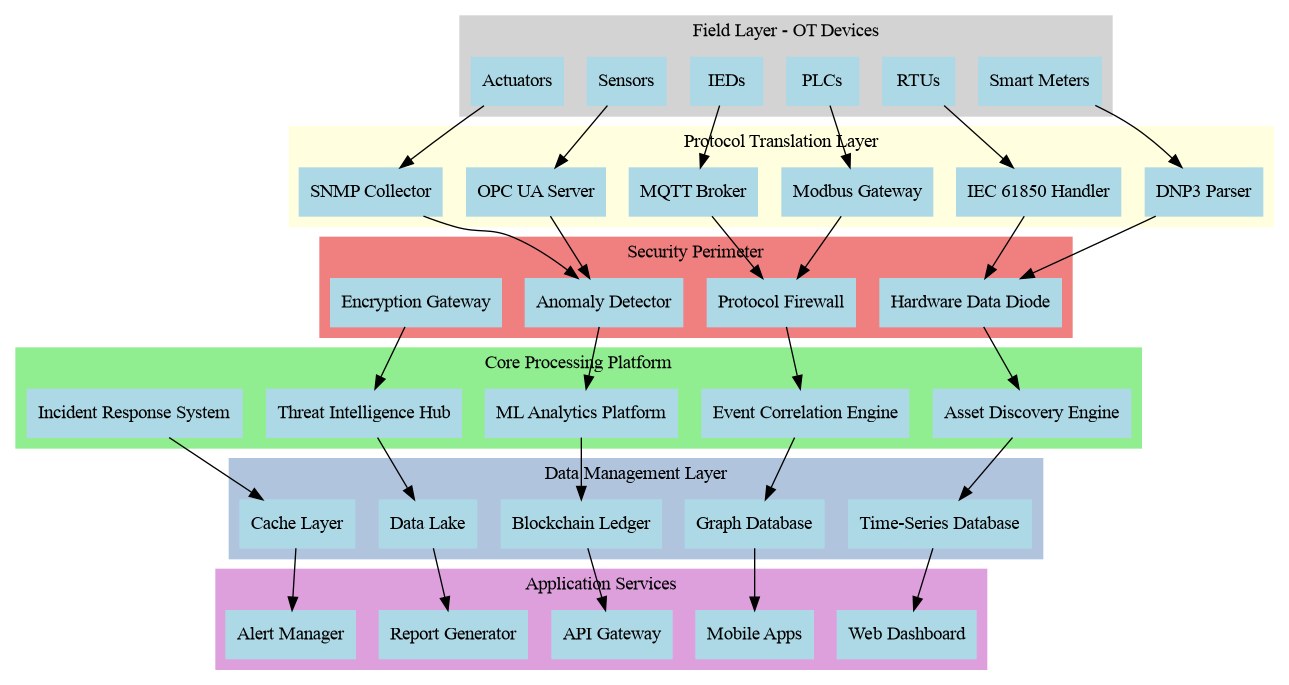 Field Layer - OT Devices
Actuators
Sensors
IEDs
PLCs
RTUs
Smart Meters
Protocol Translation Layer
SNMP Collector
OPC UA Server
MQTT Broker
Modbus Gateway
IEC 61850 Handler
DNP3 Parser
Security Perimeter
Encryption Gateway
Anomaly Detector
Protocol Firewall
Hardware Data Diode
Core Processing Platform
Incident Response System
Threat Intelligence Hub
ML Analytics Platform
Event Correlation Engine
Asset Discovery Engine
Data Management Layer
Cache Layer
Data Lake
Blockchain Ledger
Graph Database
Time-Series Database
Application Services
Alert Manager
Report Generator
API Gateway
Mobile Apps
Web Dashboard